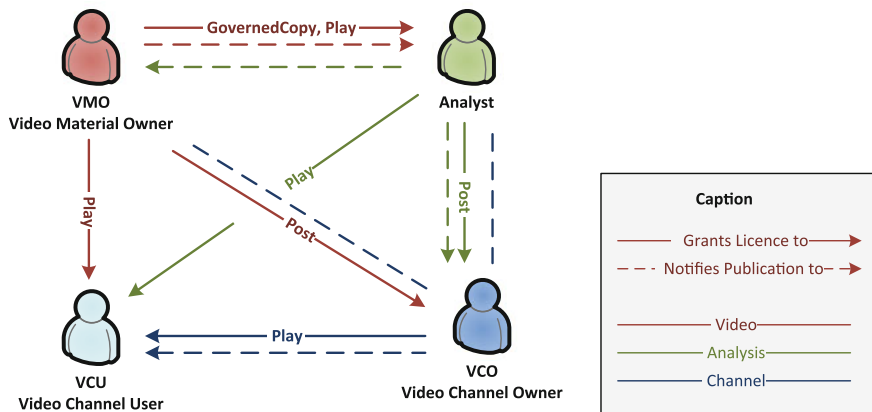 GovernedCopy, Play
VMO
Video Material Owner
Analyst
Play
Play
Post
Post
Play
VCU
Video Channel User
VCO
Video Channel Owner
Caption
Grants Licence to
Notifies Publication to
Video
Analysis
Channel